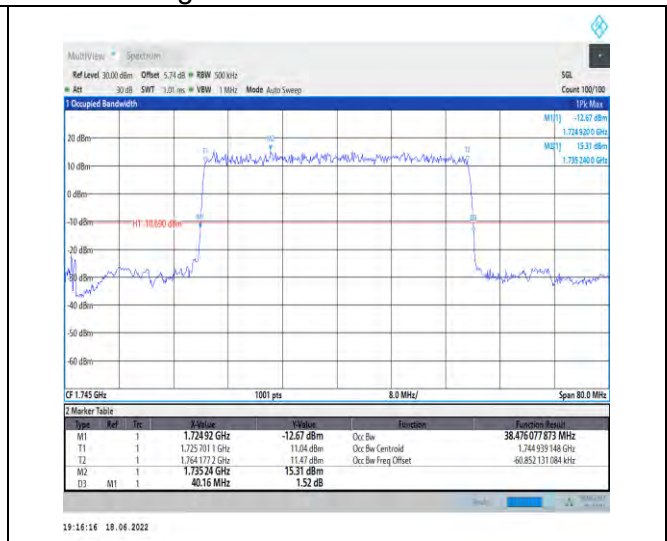 MultiView Spectrum
Ref Level 30.00 dBm Offset 5.74 dB RBW 500 kHz SGL
Att 30 dB SWT 1.01 ms VBW 1 MHz Mode Auto Sweep Count 100/100
1 Occupied Bandwidth 1Pk Max
M1[1] -12.67 dBm
1.724 920 0 GHz
M2[1] 15.31 dBm
1.735 240 0 GHz
20 dBm
10 dBm
0 dBm
-10 dBm
H1 -10.690 dBm
-20 dBm
-30 dBm
-40 dBm
-50 dBm
-60 dBm
T1
M2
T2
M1
D3
CF 1.745 GHz 1001 pts 8.0 MHz/ Span 80.0 MHz
2 Marker Table
Type Ref Trc X-Value Y-Value Function Function Result
M1 1 1.724 92 GHz -12.67 dBm Occ Bw 38.476 077 873 MHz
T1 1 1.725 701 1 GHz 11.04 dBm Occ Bw Centroid 1.744 939 148 GHz
T2 1 1.764 177 2 GHz 11.47 dBm Occ Bw Freq Offset -60.852 131 084 kHz
M2 1 1.735 24 GHz 15.31 dBm
D3 M1 1 40.16 MHz 1.52 dB
19:16:16 18.06.2022